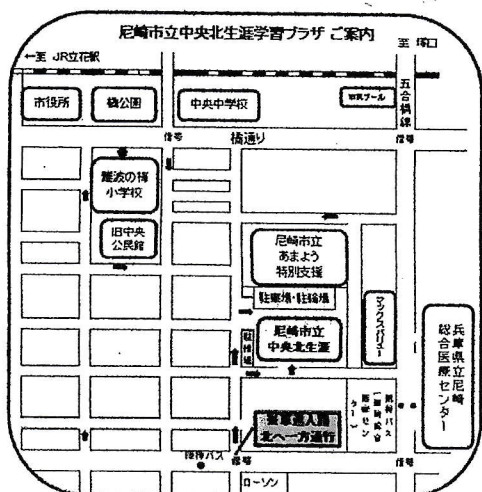 尼崎市立中央北生涯学習プラザ ご案内
至 塚口
←至 JR立花駅
市役所
橘公園
中央中学校
市民プール
五合橋線
信号
橘通り
信号
難波の梅
小学校
旧中央
公民館
尼崎市立
あまよう
特別支援
駐車場・駐輪場
マックスバリュー
駐輪場
尼崎市立
中央北生涯
兵庫県立尼崎
総合医療センター
阪神バス
北へ一方通行
阪神バス
信号
信号
ローソン